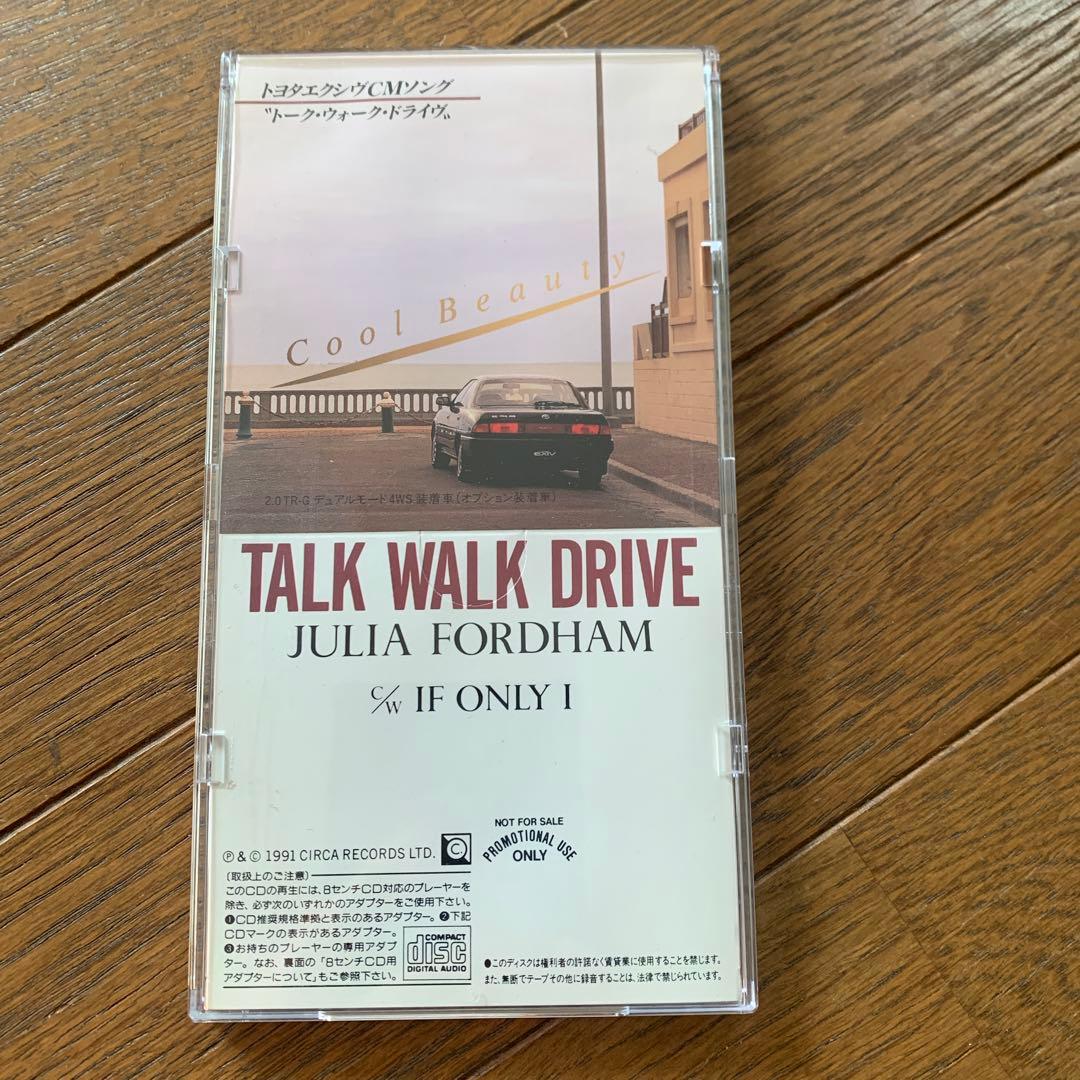 トヨタエクシヴCMソング
〝トーク・ウォーク・ドライヴ〟
Cool Beauty
EXIV
2.0 TR-G デュアルモード4WS 装着車(オプション装着車)
TALK WALK DRIVE
JULIA FORDHAM
C/W IF ONLY I
NOT FOR SALE
PROMOTIONAL USE
ONLY
Ⓟ & © 1991 CIRCA RECORDS LTD.
C
〔取扱上のご注意〕
このCDの再生には、8センチCD対応のプレーヤーを
除き、必ず次のいずれかのアダプターをご使用下さい。
❶CD推奨規格準拠と表示のあるアダプター。❷下記
CDマークの表示があるアダプター。
❸お持ちのプレーヤーの専用アダプ
ター。なお、裏面の「8センチCD用
アダプターについて」もご参照下さい。
COMPACT
disc
DIGITAL AUDIO
●このディスクは権利者の許諾なく賃貸業に使用することを禁じます。
また、無断でテープその他に録音することは、法律で禁じられています。